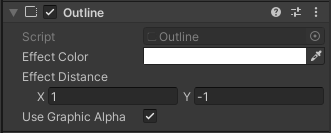 Outline
Script Outline
Effect Color
Effect Distance
X 1 Y -1
Use Graphic Alpha